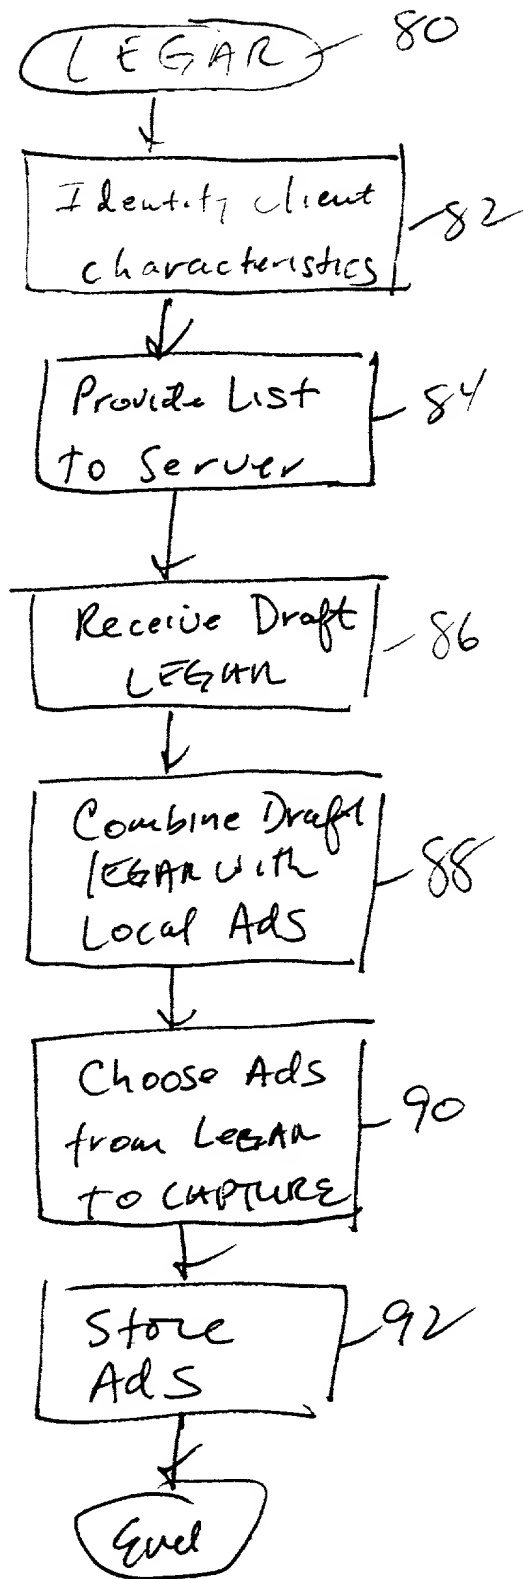 LEGAR 80
Identify client 82
characteristics
Provide List 84
to Server
Receive Draft 86
LEGAR
Combine Draft
LEGAR with 88
Local Ads
Choose Ads 90
from LEGAR
to CAPTURE
Store 92
Ads
End